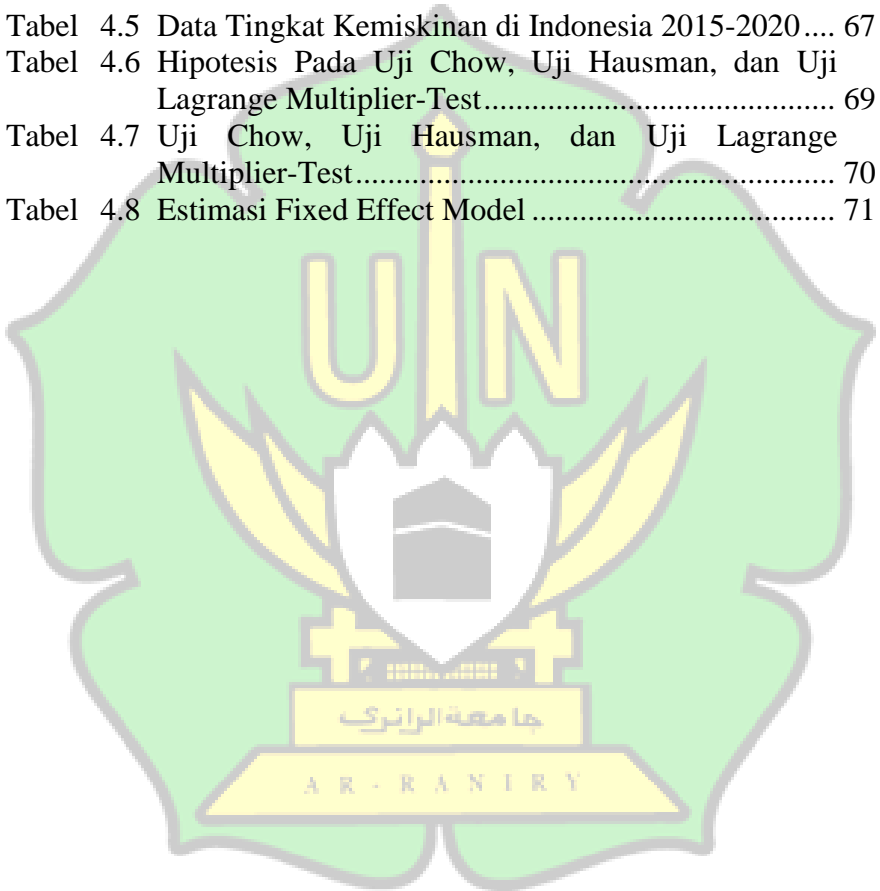 Tabel 4.5 Data Tingkat Kemiskinan di Indonesia 2015-2020.... 67
Tabel 4.6 Hipotesis Pada Uji Chow, Uji Hausman, dan Uji
Lagrange Multiplier-Test............................................ 69
Tabel 4.7 Uji Chow, Uji Hausman, dan Uji Lagrange
Multiplier-Test............................................................ 70
Tabel 4.8 Estimasi Fixed Effect Model ...................................... 71
U N
جامعة الرانري
AR-RANIRY